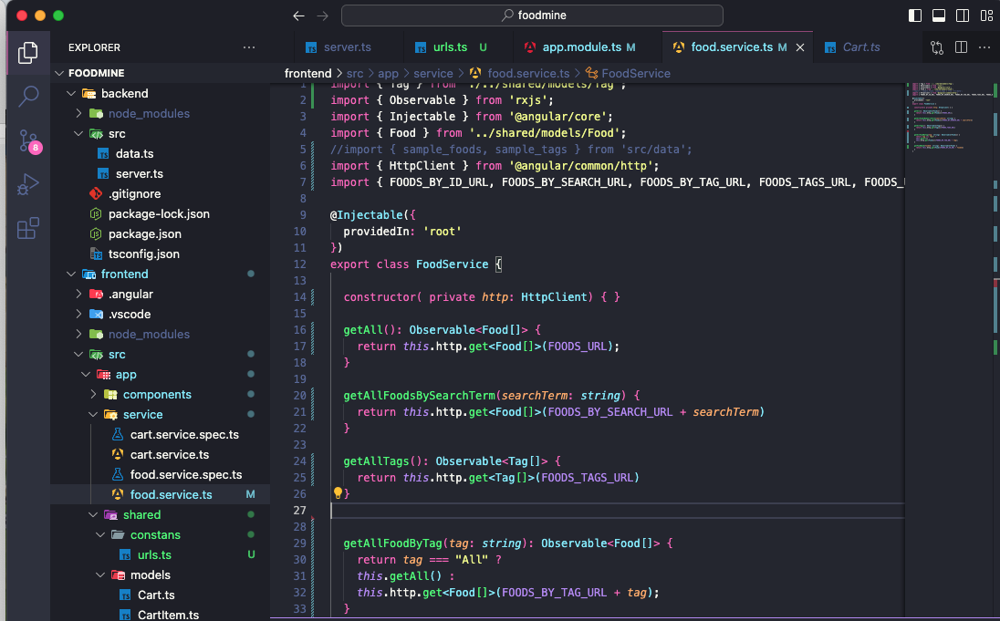 foodmine
EXPLORER
server.ts
urls.ts U
app.module.ts M
food.service.ts M
Cart.ts
FOODMINE
backend
node_modules
src
data.ts
server.ts
.gitignore
package-lock.json
package.json
tsconfig.json
frontend
.angular
.vscode
node_modules
src
app
components
service
cart.service.spec.ts
cart.service.ts
food.service.spec.ts
food.service.ts M
shared
constans
urls.ts U
models
Cart.ts
CartItem.ts
8
frontend > src > app > service > food.service.ts > FoodService
1 import { Tag } from './../shared/models/Tag';
2 import { Observable } from 'rxjs';
3 import { Injectable } from '@angular/core';
4 import { Food } from '../shared/models/Food';
5 //import { sample_foods, sample_tags } from 'src/data';
6 import { HttpClient } from '@angular/common/http';
7 import { FOODS_BY_ID_URL, FOODS_BY_SEARCH_URL, FOODS_BY_TAG_URL, FOODS_TAGS_URL, FOODS_
8
9 @Injectable({
10 providedIn: 'root'
11 })
12 export class FoodService {
13
14 constructor( private http: HttpClient) { }
15
16 getAll(): Observable<Food[]> {
17 return this.http.get<Food[]>(FOODS_URL);
18 }
19
20 getAllFoodsBySearchTerm(searchTerm: string) {
21 return this.http.get<Food[]>(FOODS_BY_SEARCH_URL + searchTerm)
22 }
23
24 getAllTags(): Observable<Tag[]> {
25 return this.http.get<Tag[]>(FOODS_TAGS_URL)
26 }
27
28
29 getAllFoodByTag(tag: string): Observable<Food[]> {
30 return tag === "All" ?
31 this.getAll() :
32 this.http.get<Food[]>(FOODS_BY_TAG_URL + tag);
33 }